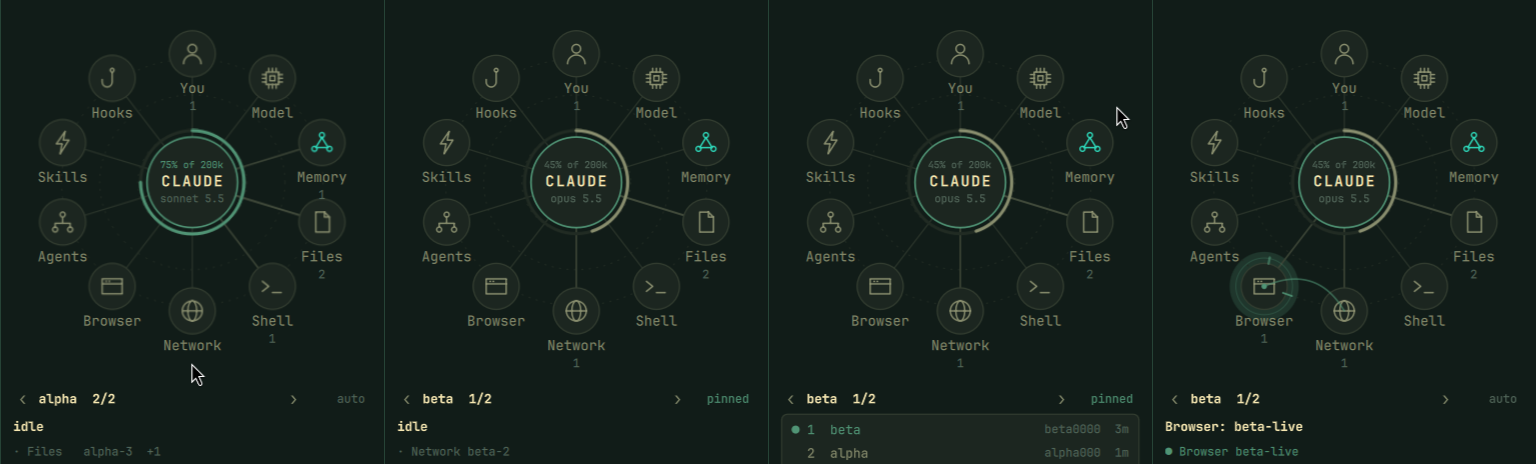 You
1
Hooks
Model
75% of 200k
CLAUDE
sonnet 5.5
Skills
Memory
1
Agents
Files
2
Browser
Shell
1
Network
‹ alpha 2/2 › auto
idle
· Files alpha-3 +1
You
1
Hooks
Model
45% of 200k
CLAUDE
opus 5.5
Skills
Memory
Agents
Files
2
Browser
Shell
Network
1
‹ beta 1/2 › pinned
idle
· Network beta-2
You
1
Hooks
Model
45% of 200k
CLAUDE
opus 5.5
Skills
Memory
Agents
Files
2
Browser
Shell
Network
1
‹ beta 1/2 › pinned
1 beta beta0000 3m
2 alpha alpha000 1m
You
1
Hooks
Model
45% of 200k
CLAUDE
opus 5.5
Skills
Memory
Agents
Files
2
Browser
1
Shell
Network
1
‹ beta 1/2 › auto
Browser: beta-live
Browser beta-live